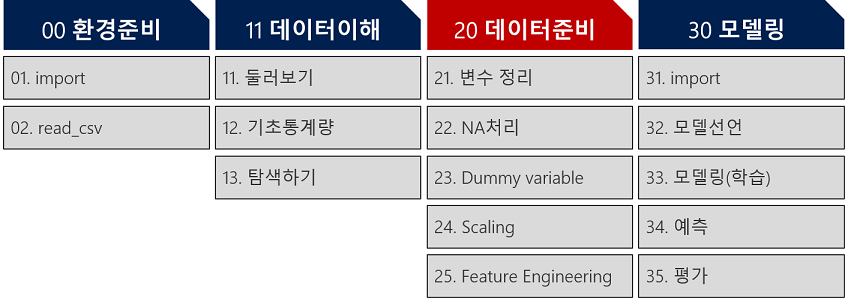 00 환경준비
01. import
02. read_csv
11 데이터이해
11. 둘러보기
12. 기초통계량
13. 탐색하기
20 데이터준비
21. 변수 정리
22. NA처리
23. Dummy variable
24. Scaling
25. Feature Engineering
30 모델링
31. import
32. 모델선언
33. 모델링(학습)
34. 예측
35. 평가